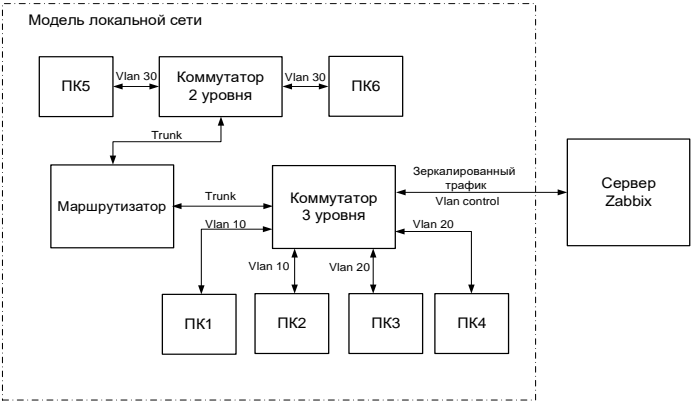 Модель локальной сети
ПК5
Vlan 30
Коммутатор
2 уровня
Vlan 30
ПК6
Trunk
Маршрутизатор
Trunk
Коммутатор
3 уровня
Зеркалированный
трафик
Vlan control
Сервер
Zabbix
Vlan 10
Vlan 20
Vlan 10
Vlan 20
ПК1
ПК2
ПК3
ПК4